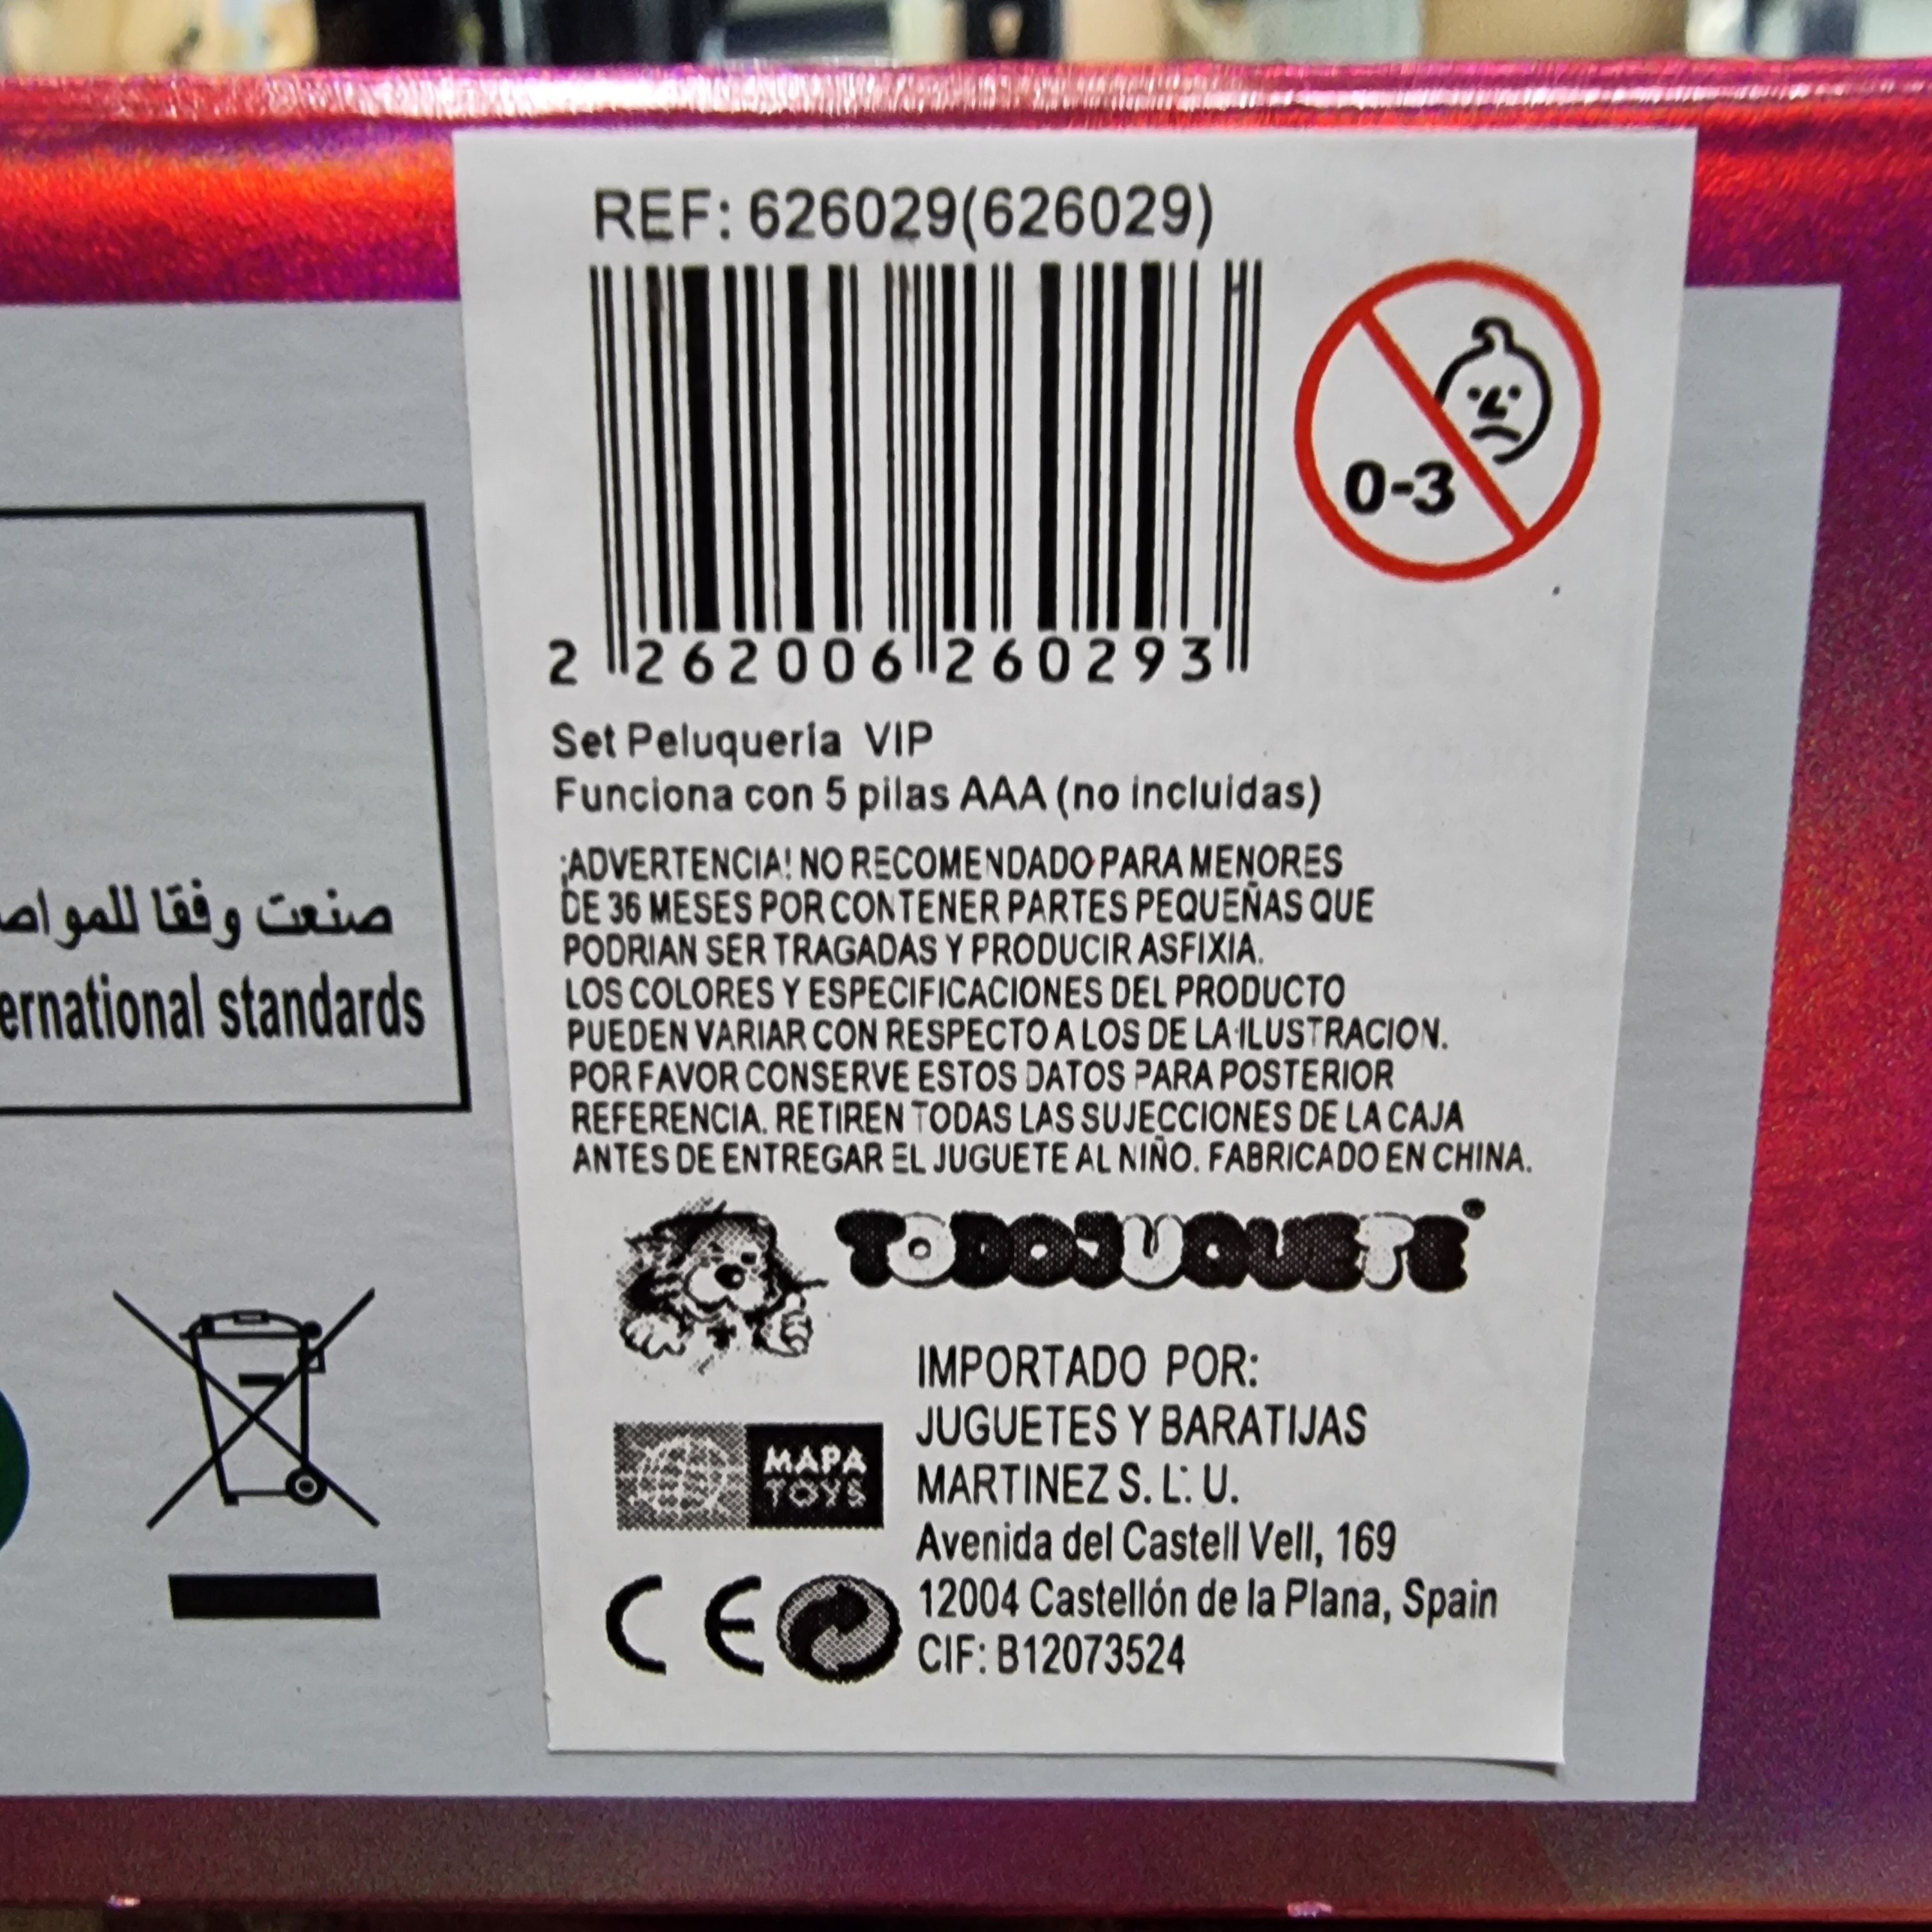 REF: 626029(626029)
0-3
2 262006 260293
Set Peluquería VIP
Funciona con 5 pilas AAA (no incluidas)
¡ADVERTENCIA! NO RECOMENDADO PARA MENORES
DE 36 MESES POR CONTENER PARTES PEQUEÑAS QUE
PODRIAN SER TRAGADAS Y PRODUCIR ASFIXIA.
LOS COLORES Y ESPECIFICACIONES DEL PRODUCTO
PUEDEN VARIAR CON RESPECTO A LOS DE LA ILUSTRACION.
POR FAVOR CONSERVE ESTOS DATOS PARA POSTERIOR
REFERENCIA. RETIREN TODAS LAS SUJECCIONES DE LA CAJA
ANTES DE ENTREGAR EL JUGUETE AL NIÑO. FABRICADO EN CHINA.
TODOJUGUETE
IMPORTADO POR:
JUGUETES Y BARATIJAS
MARTINEZ S. L. U.
Avenida del Castell Vell, 169
12004 Castellón de la Plana, Spain
CIF: B12073524
MAPA
TOYS
CE
صنعت وفقا للمواص
ernational standards